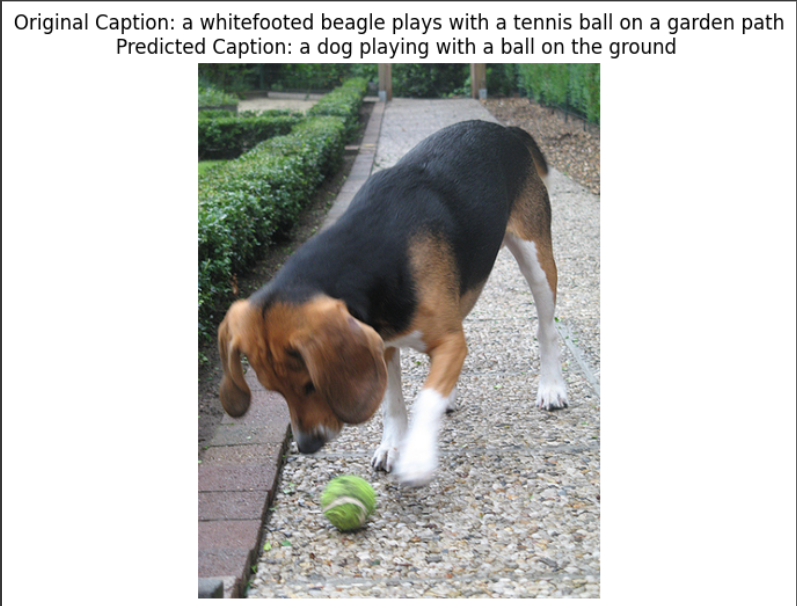 Original Caption: a whitefooted beagle plays with a tennis ball on a garden path
Predicted Caption: a dog playing with a ball on the ground